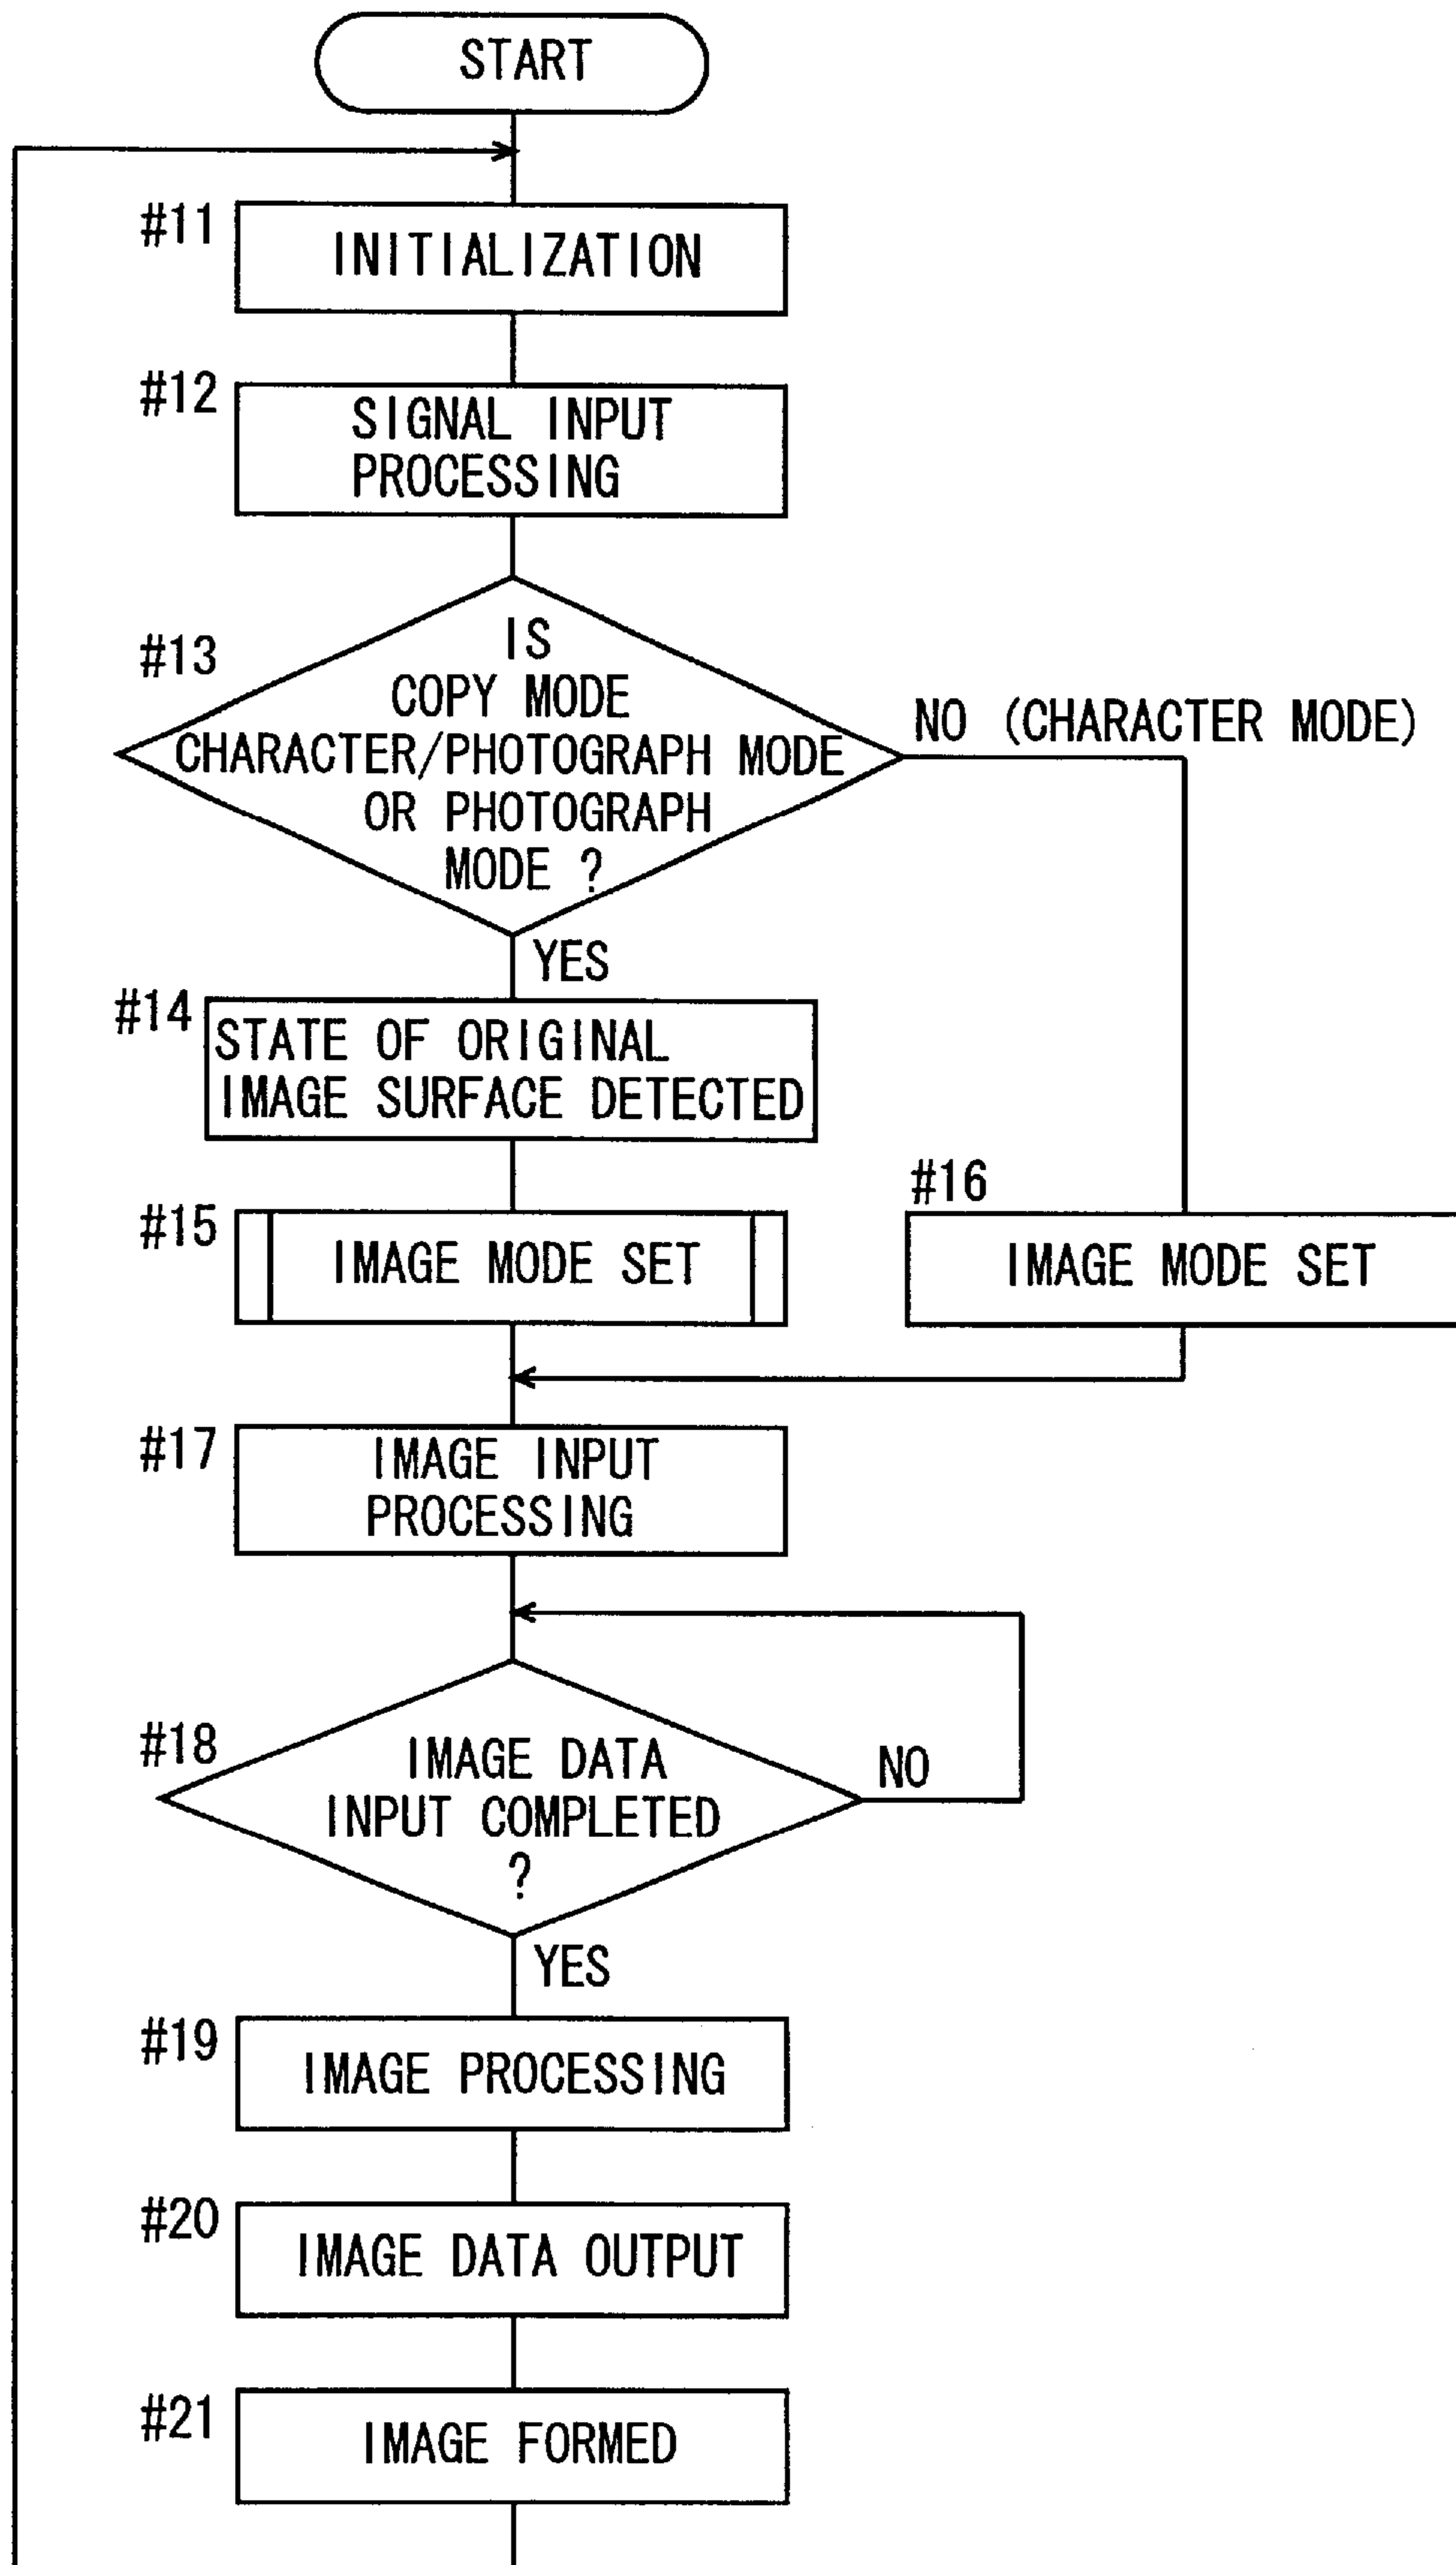 START
#11
INITIALIZATION
#12
SIGNAL INPUT
PROCESSING
#13
IS
COPY MODE
CHARACTER/PHOTOGRAPH MODE
OR PHOTOGRAPH
MODE ?
NO (CHARACTER MODE)
YES
#14
STATE OF ORIGINAL
IMAGE SURFACE DETECTED
#15
IMAGE MODE SET
#16
IMAGE MODE SET
#17
IMAGE INPUT
PROCESSING
#18
IMAGE DATA
INPUT COMPLETED
?
NO
YES
#19
IMAGE PROCESSING
#20
IMAGE DATA OUTPUT
#21
IMAGE FORMED